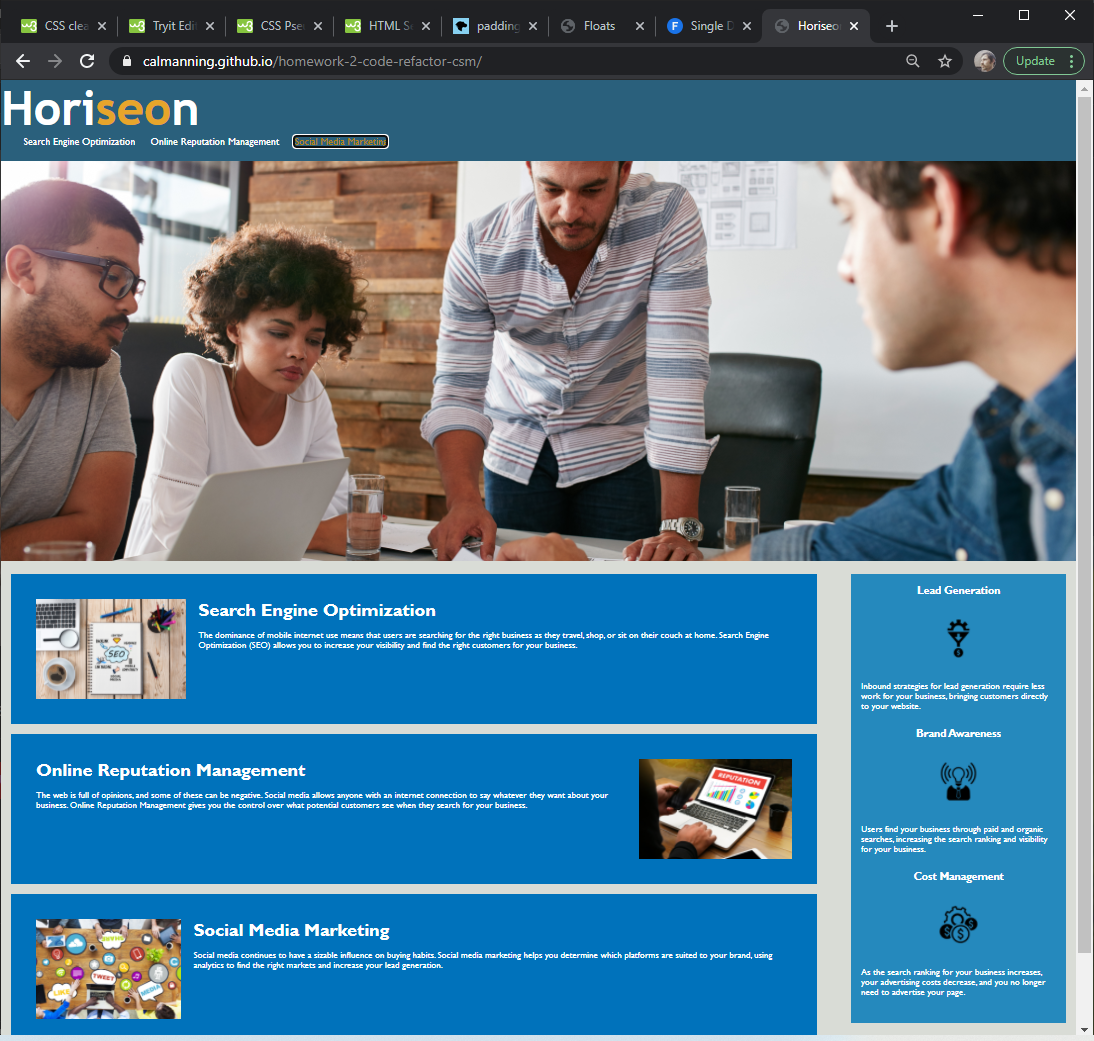 CSS clea
Tryit Edi
CSS Pse
HTML S
padding
Floats
Single D
Horiseo
calmanning.github.io/homework-2-code-refactor-csm/
Update
Horiseon
Search Engine Optimization Online Reputation Management Social Media Marketing
Search Engine Optimization
The dominance of mobile internet use means that users are searching for the right business as they travel, shop, or sit on their couch at home. Search Engine
Optimization (SEO) allows you to increase your visibility and find the right customers for your business.
SEO
Online Reputation Management
The web is full of opinions, and some of these can be negative. Social media allows anyone with an internet connection to say whatever they want about your
business. Online Reputation Management gives you the control over what potential customers see when they search for your business.
REPUTATION
Social Media Marketing
Social media continues to have a sizable influence on buying habits. Social media marketing helps you determine which platforms are suited to your brand, using
analytics to find the right markets and increase your lead generation.
TWEET
LIKE
MEDIA
Lead Generation
Inbound strategies for lead generation require less
work for your business, bringing customers directly
to your website.
Brand Awareness
Users find your business through paid and organic
searches, increasing the search ranking and visibility
for your business.
Cost Management
As the search ranking for your business increases,
your advertising costs decrease, and you no longer
need to advertise your page.